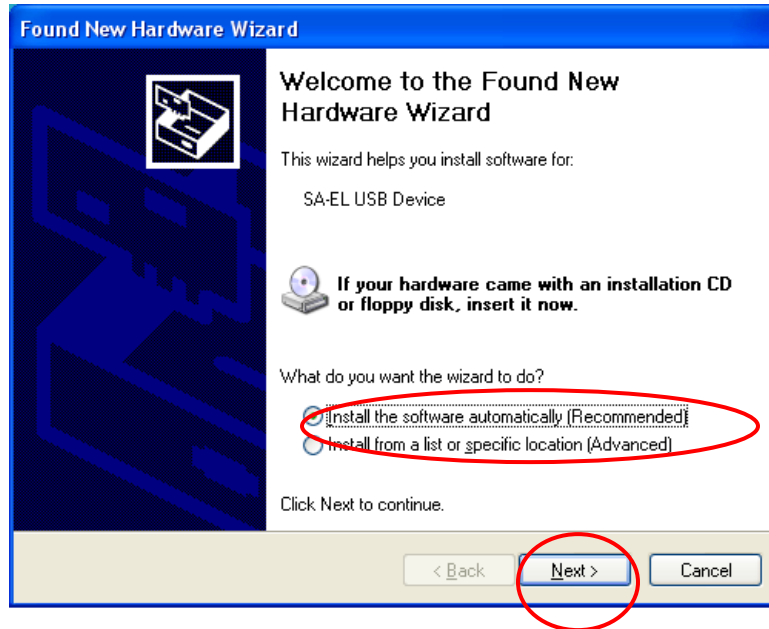 Found New Hardware Wizard
Welcome to the Found New
Hardware Wizard
This wizard helps you install software for:
SA-EL USB Device
If your hardware came with an installation CD
or floppy disk, insert it now.
What do you want the wizard to do?
Install the software automatically (Recommended)
Install from a list or specific location (Advanced)
Click Next to continue.
< Back
Next >
Cancel